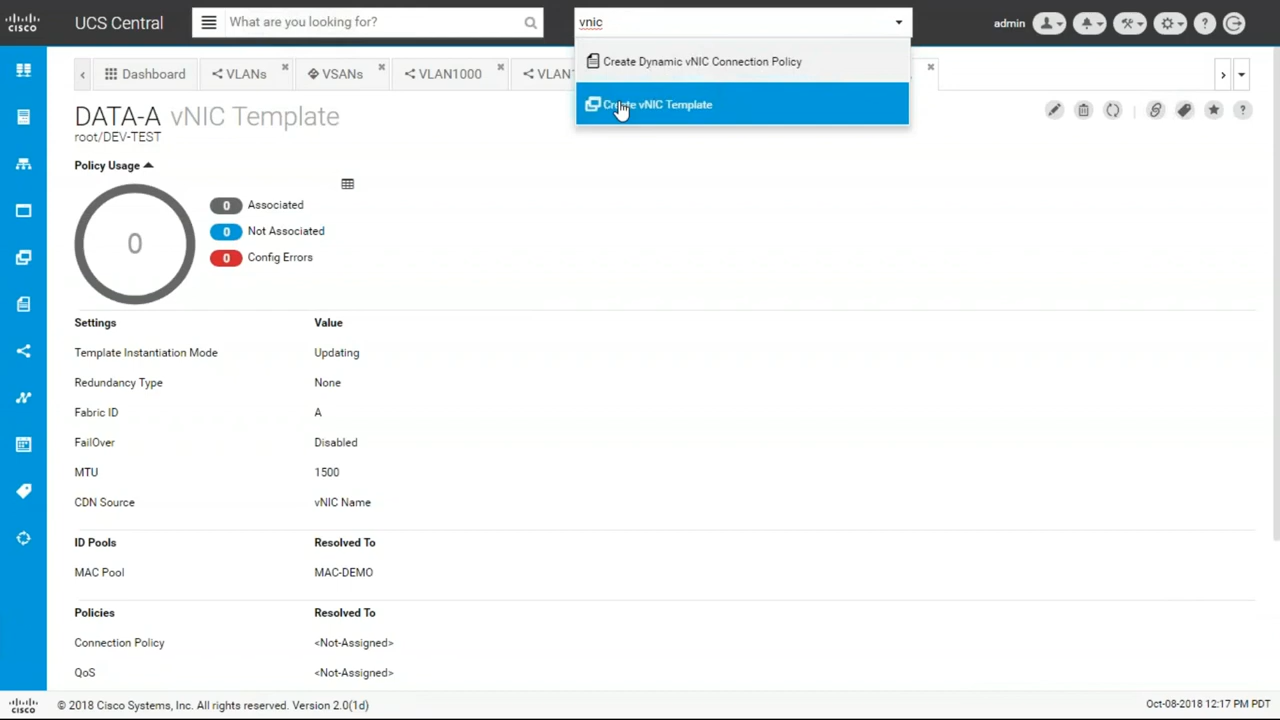 cisco UCS Central What are you looking for? vnic admin
Create Dynamic vNIC Connection Policy
Create vNIC Template
Dashboard VLANs VSANs VLAN1000 VLAN1
DATA-A vNIC Template
root/DEV-TEST
Policy Usage
0
0 Associated
0 Not Associated
0 Config Errors
Settings Value
Template Instantiation Mode Updating
Redundancy Type None
Fabric ID A
FailOver Disabled
MTU 1500
CDN Source vNIC Name
ID Pools Resolved To
MAC Pool MAC-DEMO
Policies Resolved To
Connection Policy <Not-Assigned>
QoS <Not-Assigned>
cisco © 2018 Cisco Systems, Inc. All rights reserved. Version 2.0(1d) Oct-08-2018 12:17 PM PDT